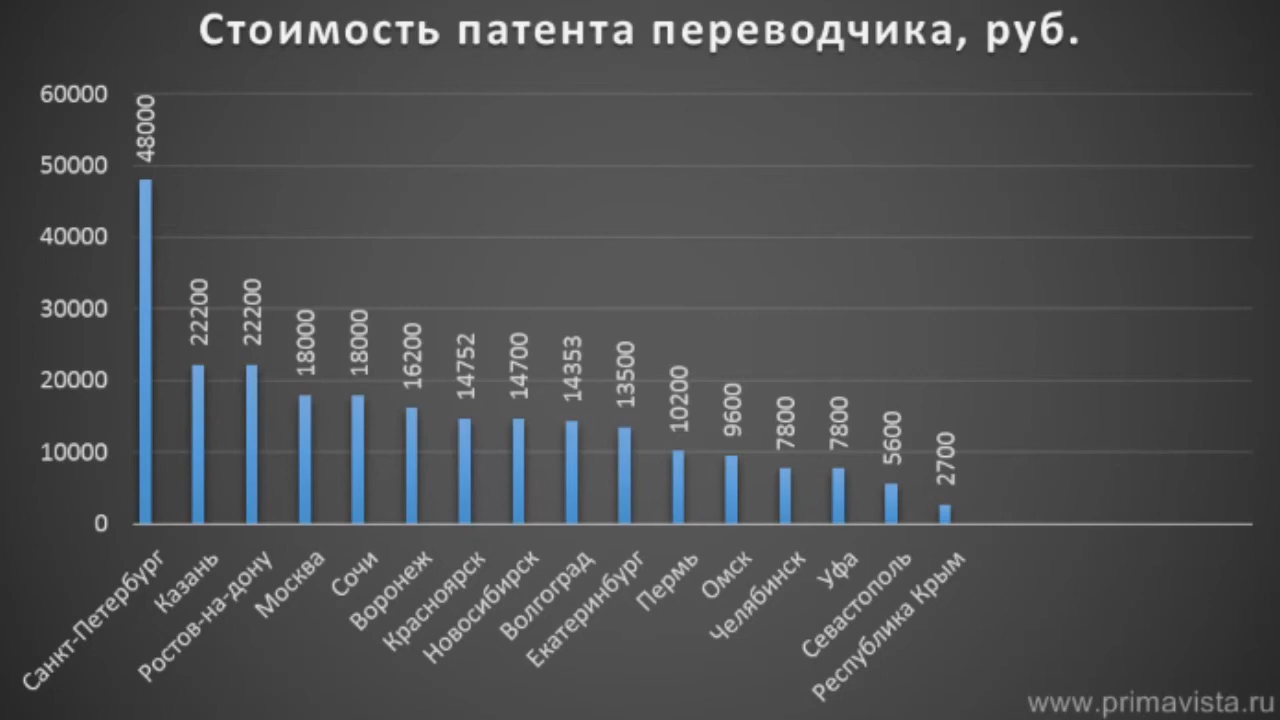 Стоимость патента переводчика, руб.
60000
50000
40000
30000
20000
10000
0
48000
22200
22200
18000
18000
16200
14752
14700
14353
13500
10200
9600
7800
7800
5600
2700
Санкт-Петербург
Казань
Ростов-на-дону
Москва
Сочи
Воронеж
Красноярск
Новосибирск
Волгоград
Екатеринбург
Пермь
Омск
Челябинск
Уфа
Севастополь
Республика Крым
www.primavista.ru